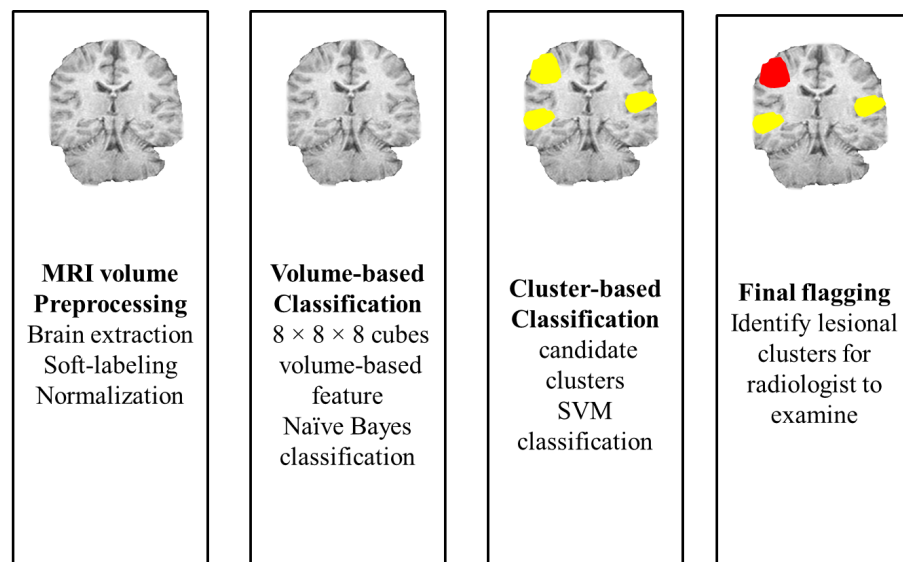 MRI volume
Preprocessing
Brain extraction
Soft-labeling
Normalization
Volume-based
Classification
8 × 8 × 8 cubes
volume-based
feature
Naïve Bayes
classification
Cluster-based
Classification
candidate
clusters
SVM
classification
Final flagging
Identify lesional
clusters for
radiologist to
examine